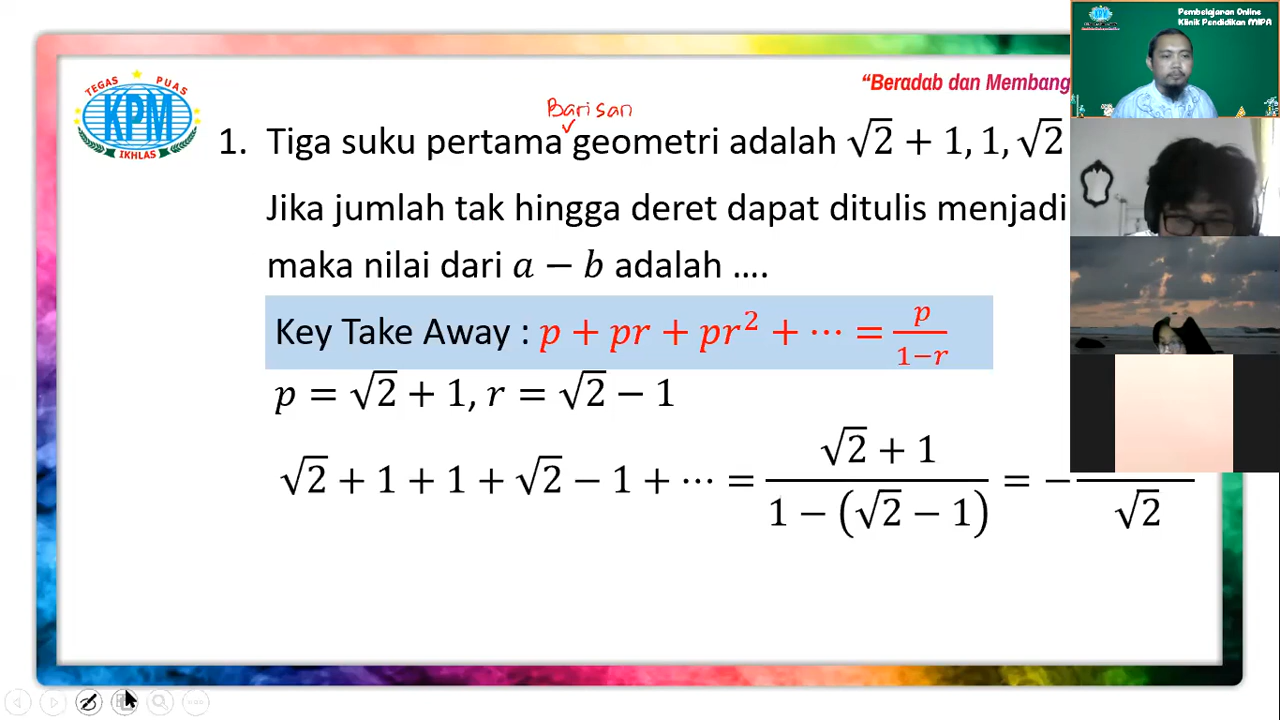 Pembelajaran Online
Klinik Pendidikan MIPA
"Beradab dan Membang
TEGAS PUAS
KPM
IKHLAS
Barisan
1. Tiga suku pertama geometri adalah √2 + 1, 1, √2
Jika jumlah tak hingga deret dapat ditulis menjadi
maka nilai dari a − b adalah ....
Key Take Away : p + pr + pr² + ⋯ = p/(1−r)
p = √2 + 1, r = √2 − 1
√2 + 1 + 1 + √2 − 1 + ⋯ = (√2 + 1)/(1 − (√2 − 1)) = − /√2